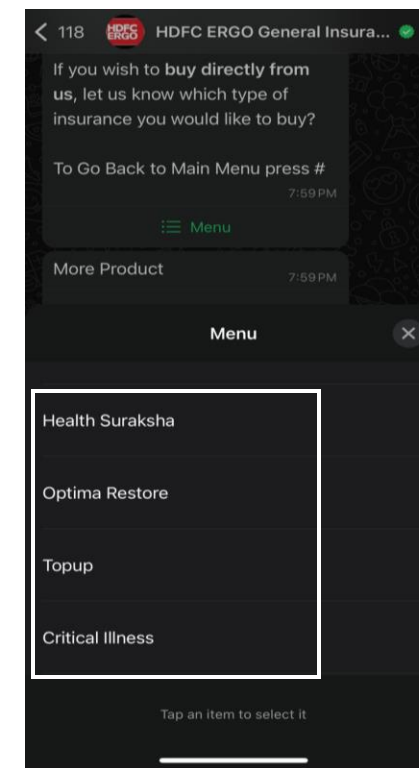 118 HDFC ERGO HDFC ERGO General Insura...
If you wish to buy directly from
us, let us know which type of
insurance you would like to buy?
To Go Back to Main Menu press #
7:59 PM
Menu
More Product
7:59 PM
Menu
Health Suraksha
Optima Restore
Topup
Critical Illness
Tap an item to select it